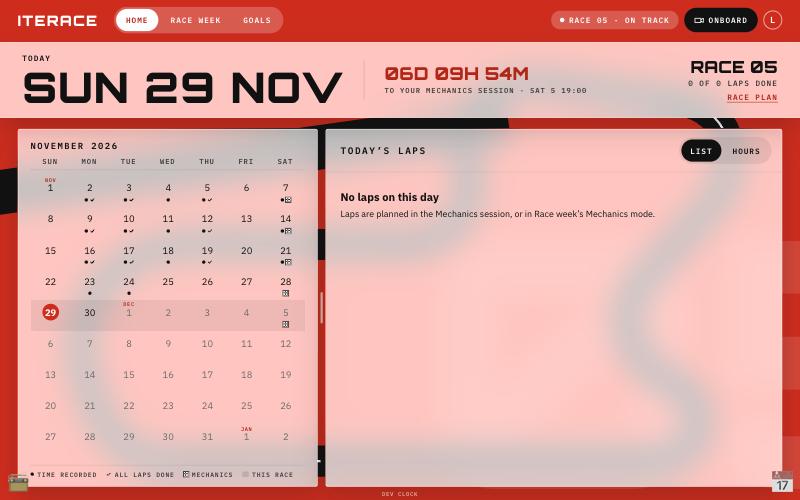 ITERACE
HOME RACE WEEK GOALS
RACE 05 · ON TRACK
ONBOARD
L
TODAY
SUN 29 NOV
06D 09H 54M
TO YOUR MECHANICS SESSION · SAT 5 19:00
RACE 05
0 OF 0 LAPS DONE
RACE PLAN
NOVEMBER 2026
SUN MON TUE WED THU FRI SAT
NOV
1 2 3 4 5 6 7
8 9 10 11 12 13 14
15 16 17 18 19 20 21
22 23 24 25 26 27 28
DEC
29 30 1 2 3 4 5
6 7 8 9 10 11 12
13 14 15 16 17 18 19
20 21 22 23 24 25 26
JAN
27 28 29 30 31 1 2
TIME RECORDED ALL LAPS DONE MECHANICS THIS RACE
TODAY'S LAPS
LIST HOURS
No laps on this day
Laps are planned in the Mechanics session, or in Race week's Mechanics mode.
17
DEV CLOCK